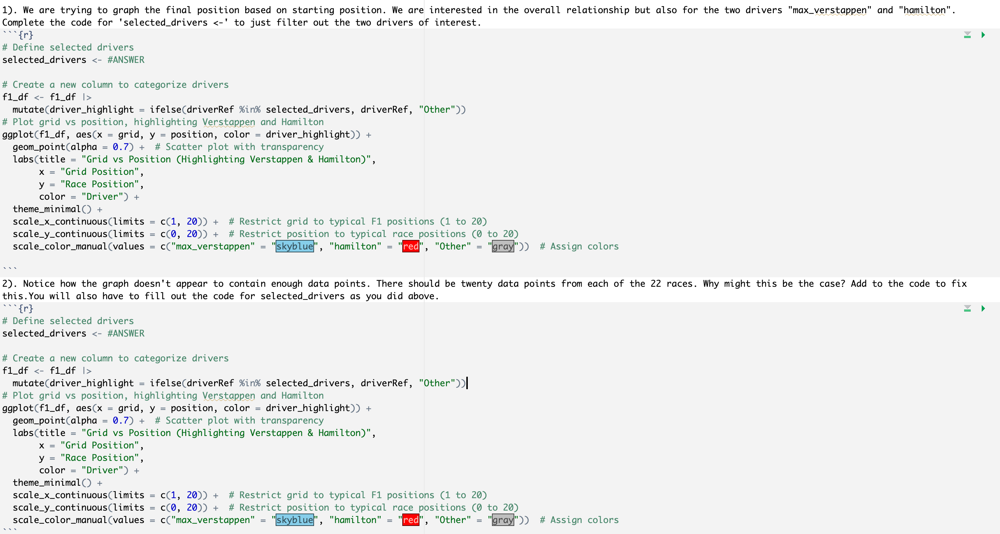 1). We are trying to graph the final position based on starting position. We are interested in the overall relationship but also for the two drivers "max_verstappen" and "hamilton".
Complete the code for 'selected_drivers <-' to just filter out the two drivers of interest.
```{r}
# Define selected drivers
selected_drivers <- #ANSWER

# Create a new column to categorize drivers
f1_df <- f1_df |>
  mutate(driver_highlight = ifelse(driverRef %in% selected_drivers, driverRef, "Other"))
# Plot grid vs position, highlighting Verstappen and Hamilton
ggplot(f1_df, aes(x = grid, y = position, color = driver_highlight)) +
  geom_point(alpha = 0.7) +  # Scatter plot with transparency
  labs(title = "Grid vs Position (Highlighting Verstappen & Hamilton)",
       x = "Grid Position",
       y = "Race Position",
       color = "Driver") +
  theme_minimal() +
  scale_x_continuous(limits = c(1, 20)) +  # Restrict grid to typical F1 positions (1 to 20)
  scale_y_continuous(limits = c(0, 20)) +  # Restrict position to typical race positions (0 to 20)
  scale_color_manual(values = c("max_verstappen" = "skyblue", "hamilton" = "red", "Other" = "gray"))  # Assign colors

```
2). Notice how the graph doesn't appear to contain enough data points. There should be twenty data points from each of the 22 races. Why might this be the case? Add to the code to fix
this.You will also have to fill out the code for selected_drivers as you did above.
```{r}
# Define selected drivers
selected_drivers <- #ANSWER

# Create a new column to categorize drivers
f1_df <- f1_df |>
  mutate(driver_highlight = ifelse(driverRef %in% selected_drivers, driverRef, "Other"))
# Plot grid vs position, highlighting Verstappen and Hamilton
ggplot(f1_df, aes(x = grid, y = position, color = driver_highlight)) +
  geom_point(alpha = 0.7) +  # Scatter plot with transparency
  labs(title = "Grid vs Position (Highlighting Verstappen & Hamilton)",
       x = "Grid Position",
       y = "Race Position",
       color = "Driver") +
  theme_minimal() +
  scale_x_continuous(limits = c(1, 20)) +  # Restrict grid to typical F1 positions (1 to 20)
  scale_y_continuous(limits = c(0, 20)) +  # Restrict position to typical race positions (0 to 20)
  scale_color_manual(values = c("max_verstappen" = "skyblue", "hamilton" = "red", "Other" = "gray"))  # Assign colors
```